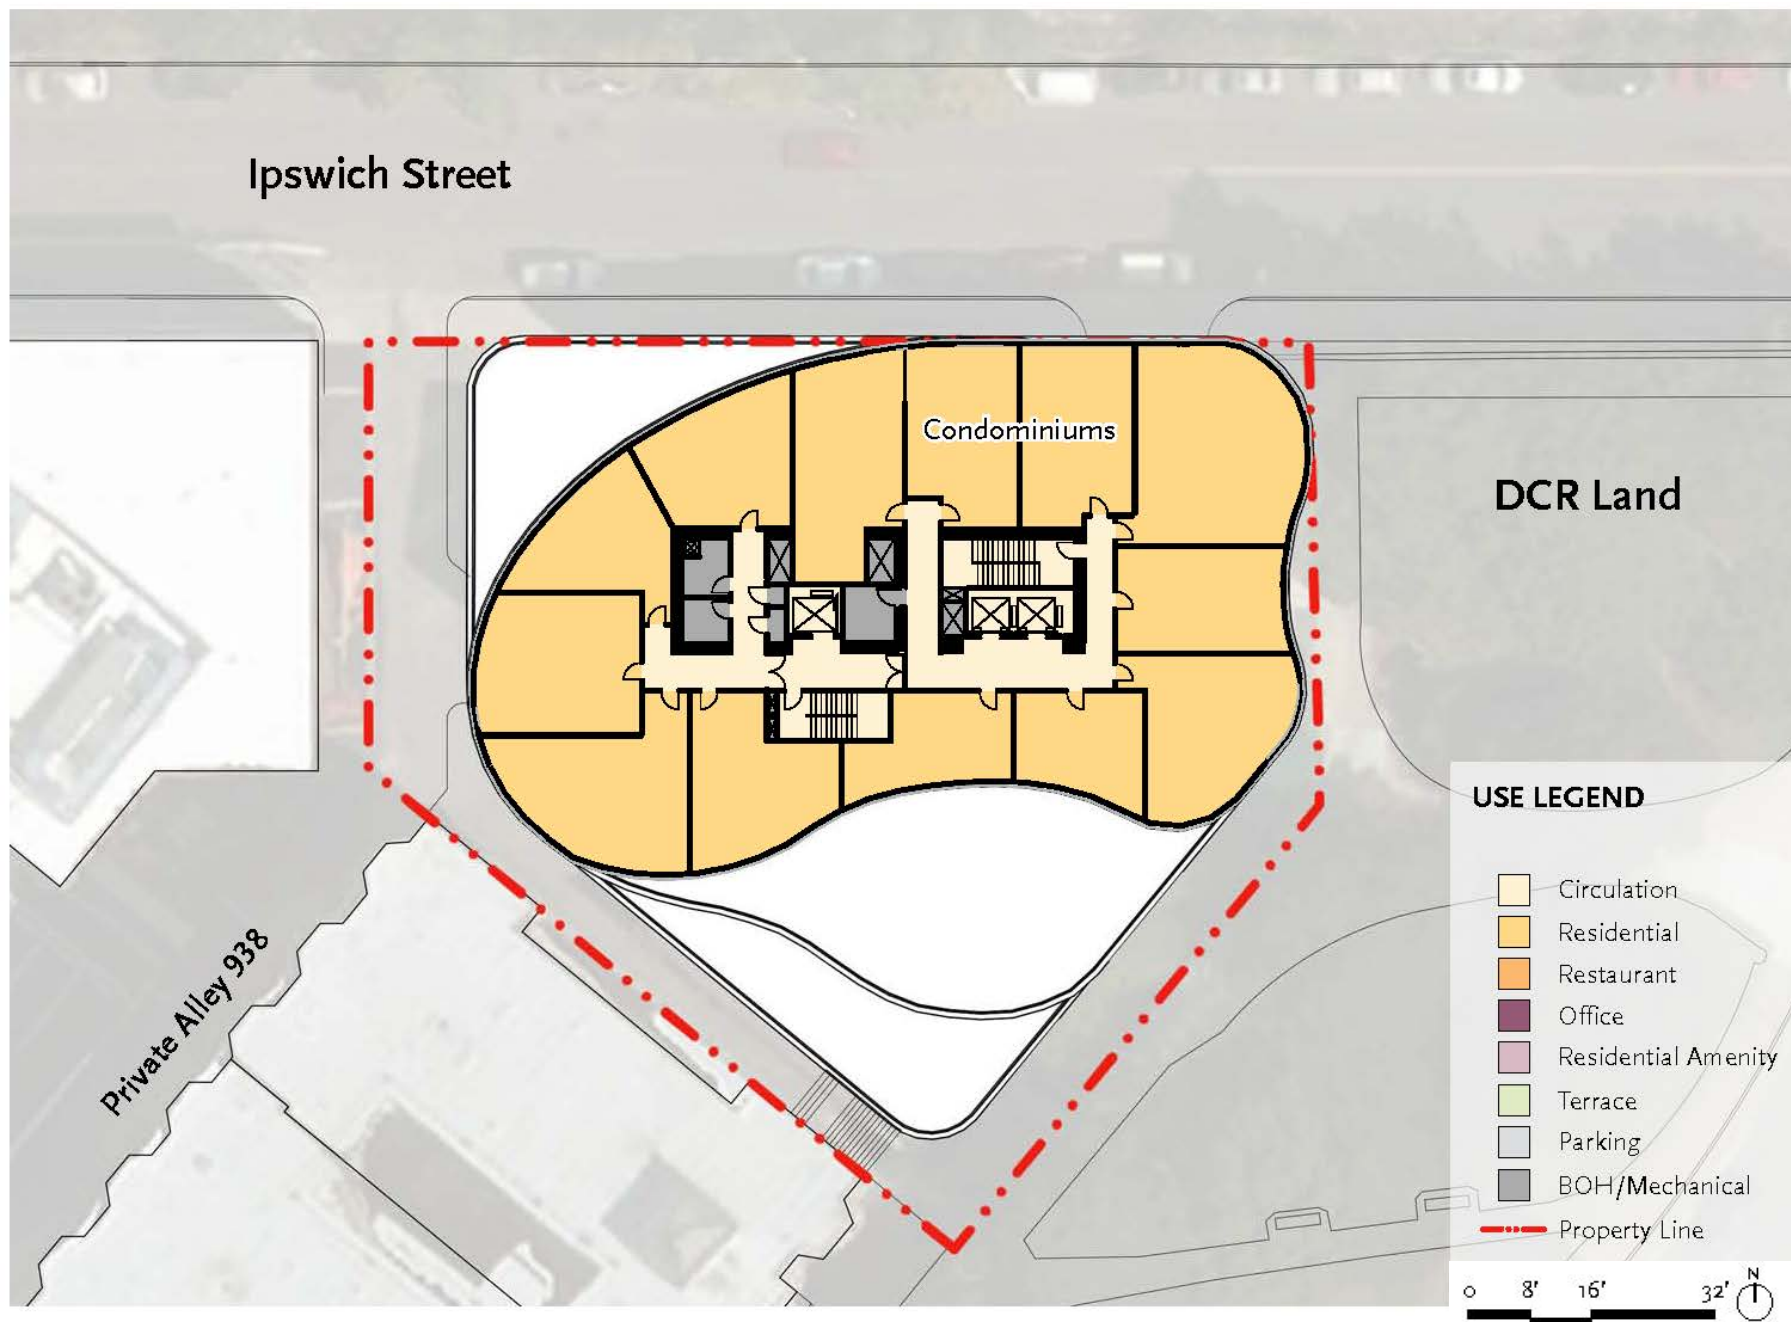 Ipswich Street
Condominiums
DCR Land
Private Alley 938
USE LEGEND
Circulation
Residential
Restaurant
Office
Residential Amenity
Terrace
Parking
BOH/Mechanical
Property Line
0 8' 16' 32' N